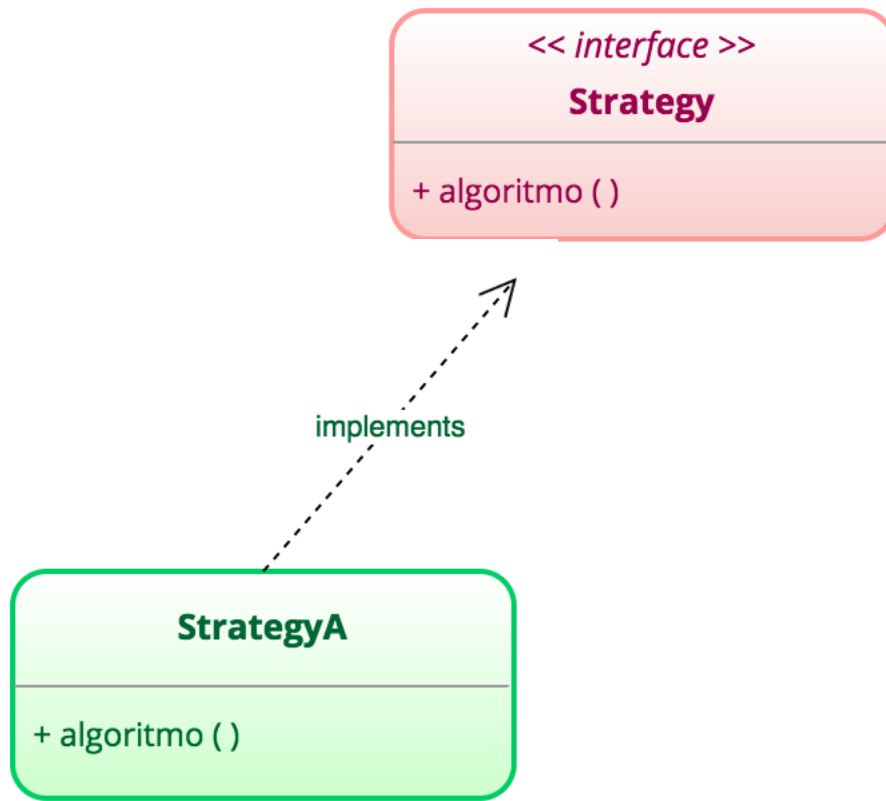 << interface >>
Strategy
+ algoritmo ( )
implements
StrategyA
+ algoritmo ( )